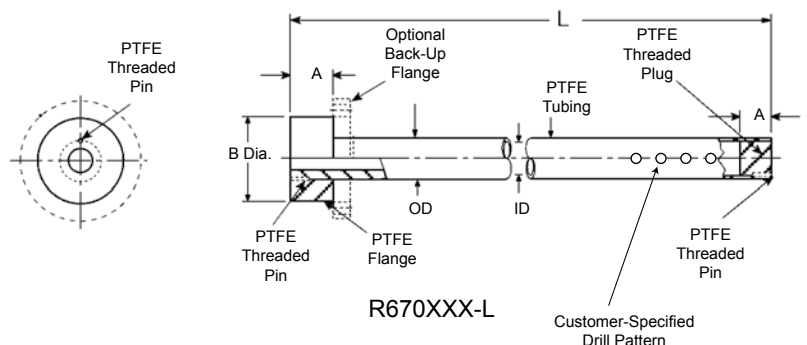 PTFE
Threaded
Pin
L
A
Optional
Back-Up
Flange
PTFE
Tubing
PTFE
Threaded
Plug
A
B Dia.
OD
ID
PTFE
Threaded
Pin
PTFE
Flange
PTFE
Threaded
Pin
R670XXX-L
Customer-Specified
Drill Pattern